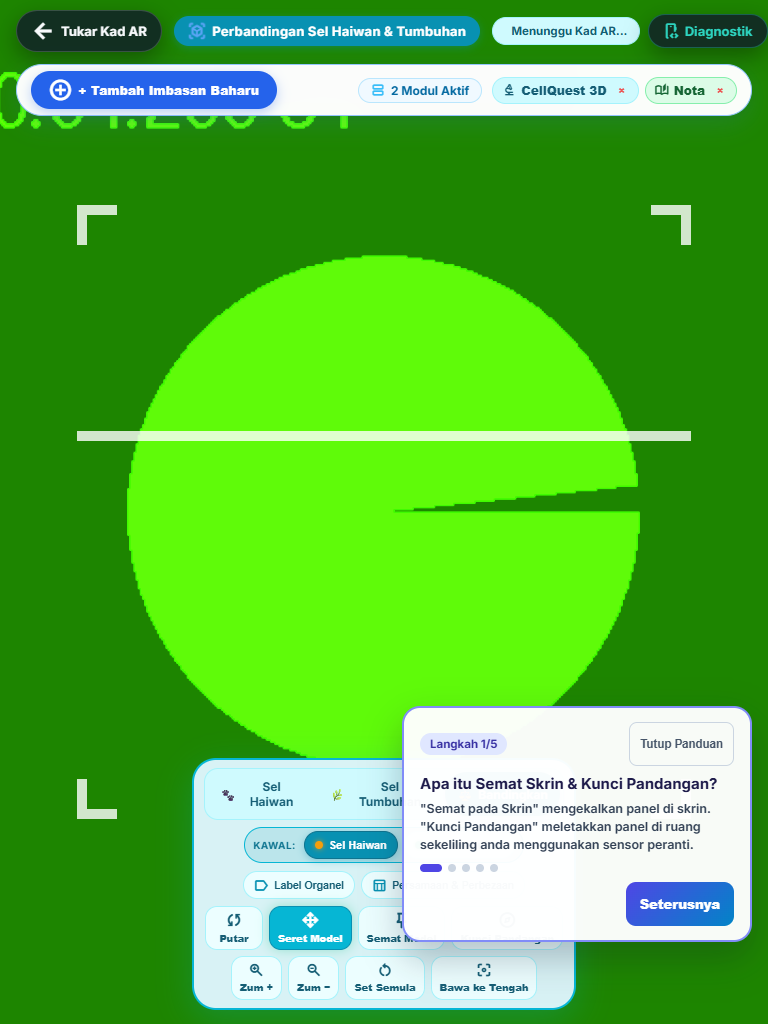 Tukar Kad AR
Perbandingan Sel Haiwan & Tumbuhan
Menunggu Kad AR...
Diagnostik
+ Tambah Imbasan Baharu
2 Modul Aktif
CellQuest 3D ×
Nota ×
Langkah 1/5
Tutup Panduan
Apa itu Semat Skrin & Kunci Pandangan?
"Semat pada Skrin" mengekalkan panel di skrin.
"Kunci Pandangan" meletakkan panel di ruang
sekeliling anda menggunakan sensor peranti.
Seterusnya
Sel
Haiwan
Sel
KAWAL:
Sel Haiwan
Label Organel
Putar
Seret Model
Semat
Zum +
Zum −
Set Semula
Bawa ke Tengah